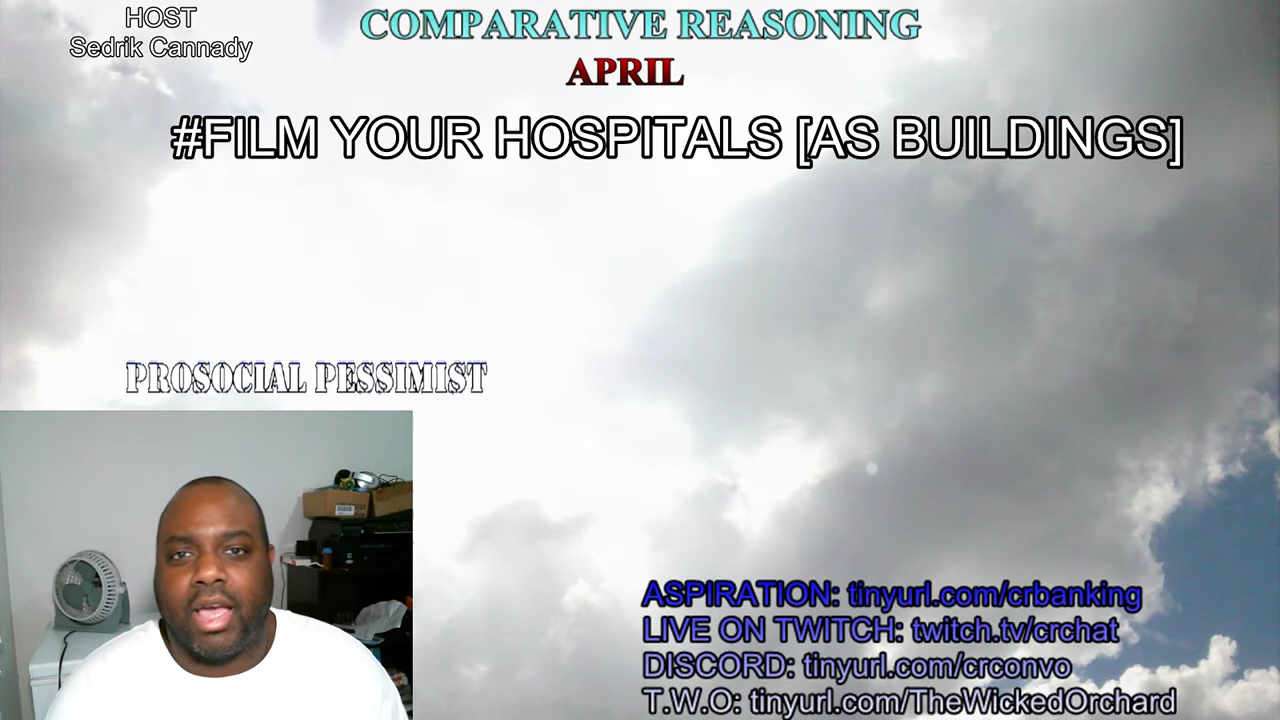 HOST
Sedrik Cannady
COMPARATIVE REASONING
APRIL
#FILM YOUR HOSPITALS [AS BUILDINGS]
PROSOCIAL PESSIMIST
ASPIRATION: tinyurl.com/crbanking
LIVE ON TWITCH: twitch.tv/crchat
DISCORD: tinyurl.com/crconvo
T.W.O: tinyurl.com/TheWickedOrchard